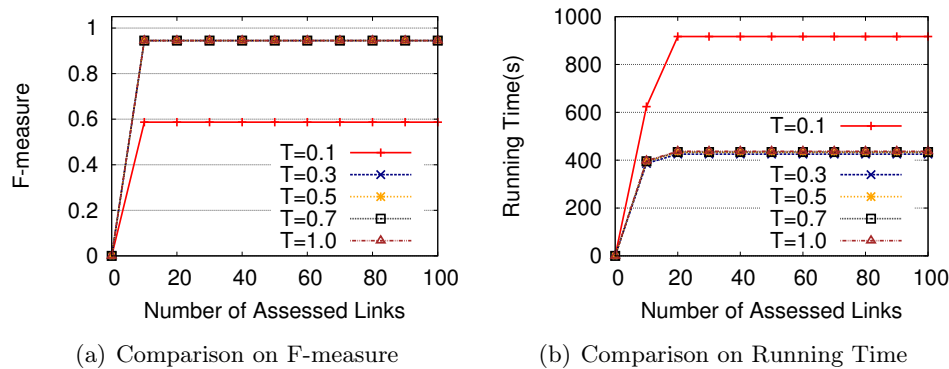 1
0.8
0.6
0.4
0.2
0
F-measure
0 20 40 60 80 100
Number of Assessed Links
T=0.1
T=0.3
T=0.5
T=0.7
T=1.0
(a) Comparison on F-measure
1000
800
600
400
200
0
Running Time(s)
0 20 40 60 80 100
Number of Assessed Links
T=0.1
T=0.3
T=0.5
T=0.7
T=1.0
(b) Comparison on Running Time